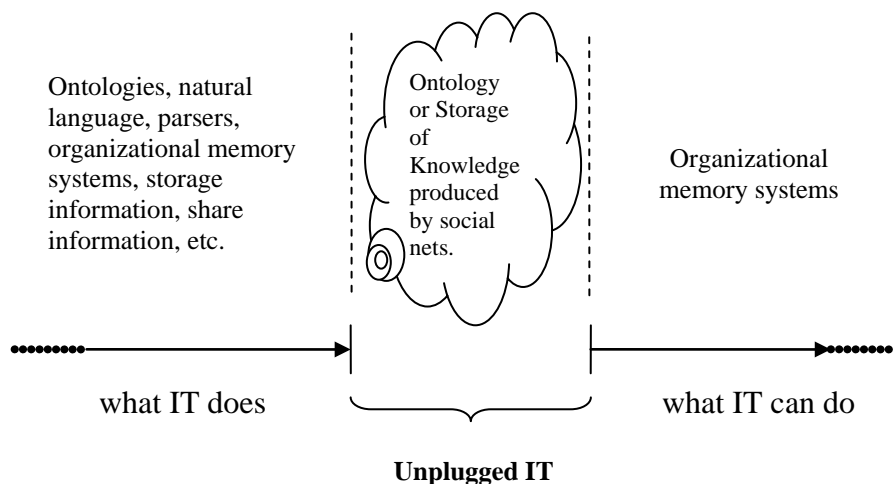 Ontologies, natural
language, parsers,
organizational memory
systems, storage
information, share
information, etc.
Ontology
or Storage
of
Knowledge
produced
by social
nets.
Organizational
memory systems
what IT does
what IT can do
Unplugged IT